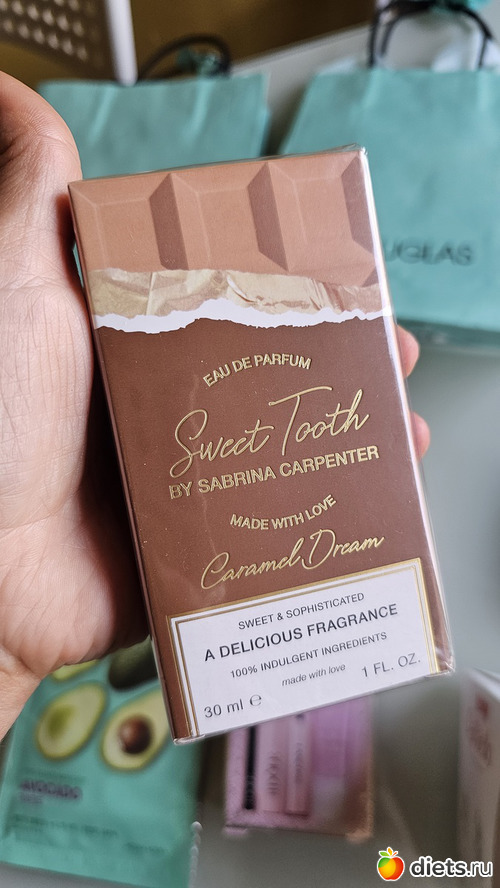 UGLAS
EAU DE PARFUM
Sweet Tooth
BY SABRINA CARPENTER
MADE WITH LOVE
Caramel Dream
SWEET & SOPHISTICATED
A DELICIOUS FRAGRANCE
100% INDULGENT INGREDIENTS
made with love
30 ml ℮ 1 FL. OZ.
AVOCADO
diets.ru